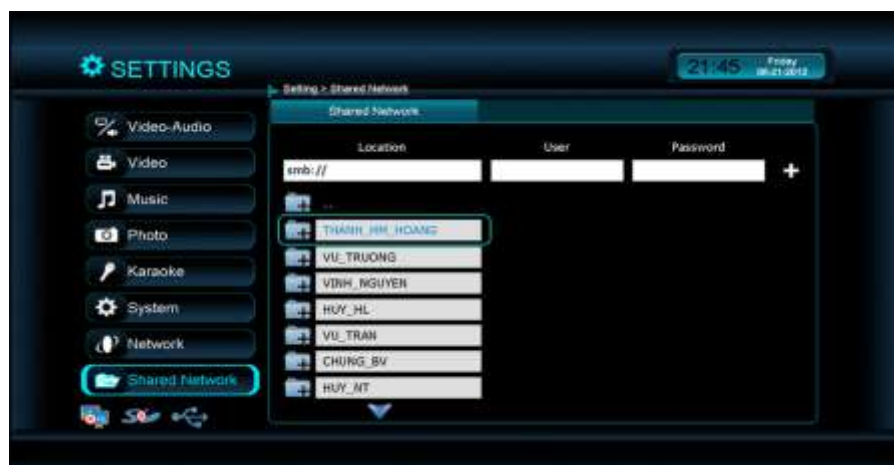 SETTINGS
21:45
Friday
Setting > Shared Network
Shared Network
Video-Audio
Video
Music
Photo
Karaoke
System
Network
Shared Network
Location
User
Password
smb://
..
THANH_HM_HOANG
VU_TRUONG
VINH_NGUYEN
HUY_HL
VU_TRAN
CHUNG_BV
HUY_NT